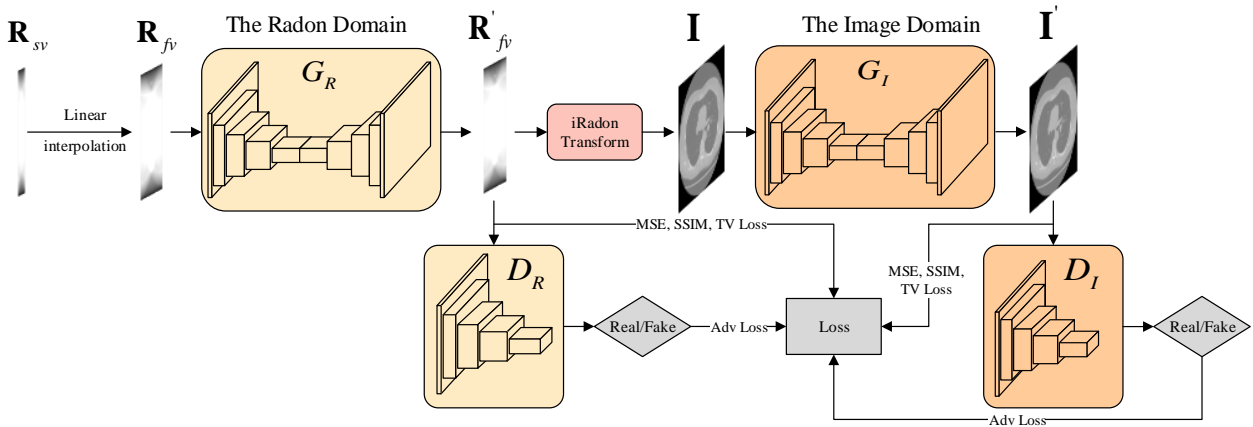 The Radon Domain
The Image Domain
R_sv
R_fv
R'_fv
I
I'
G_R
G_I
Linear
interpolation
iRadon
Transform
MSE, SSIM, TV Loss
MSE, SSIM,
TV Loss
D_R
D_I
Real/Fake
Adv Loss
Loss
Real/Fake
Adv Loss